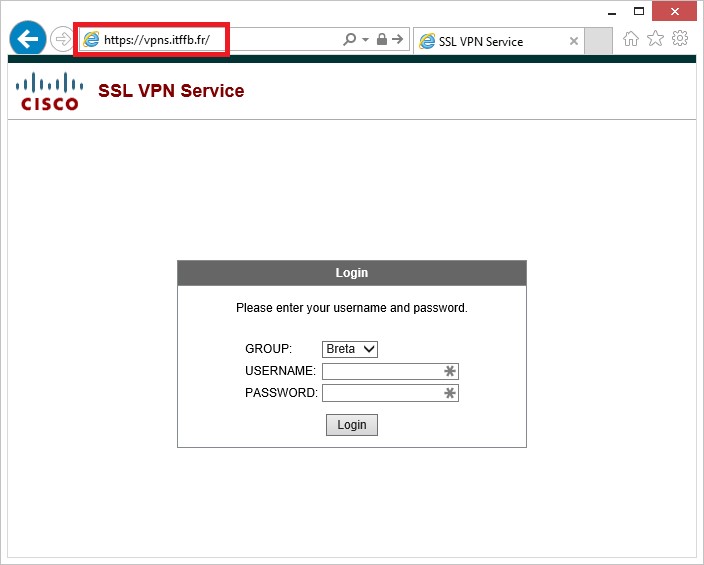 https://vpns.itffb.fr/
SSL VPN Service
CISCO
SSL VPN Service
Login
Please enter your username and password.
GROUP: Breta
USERNAME:
PASSWORD:
Login